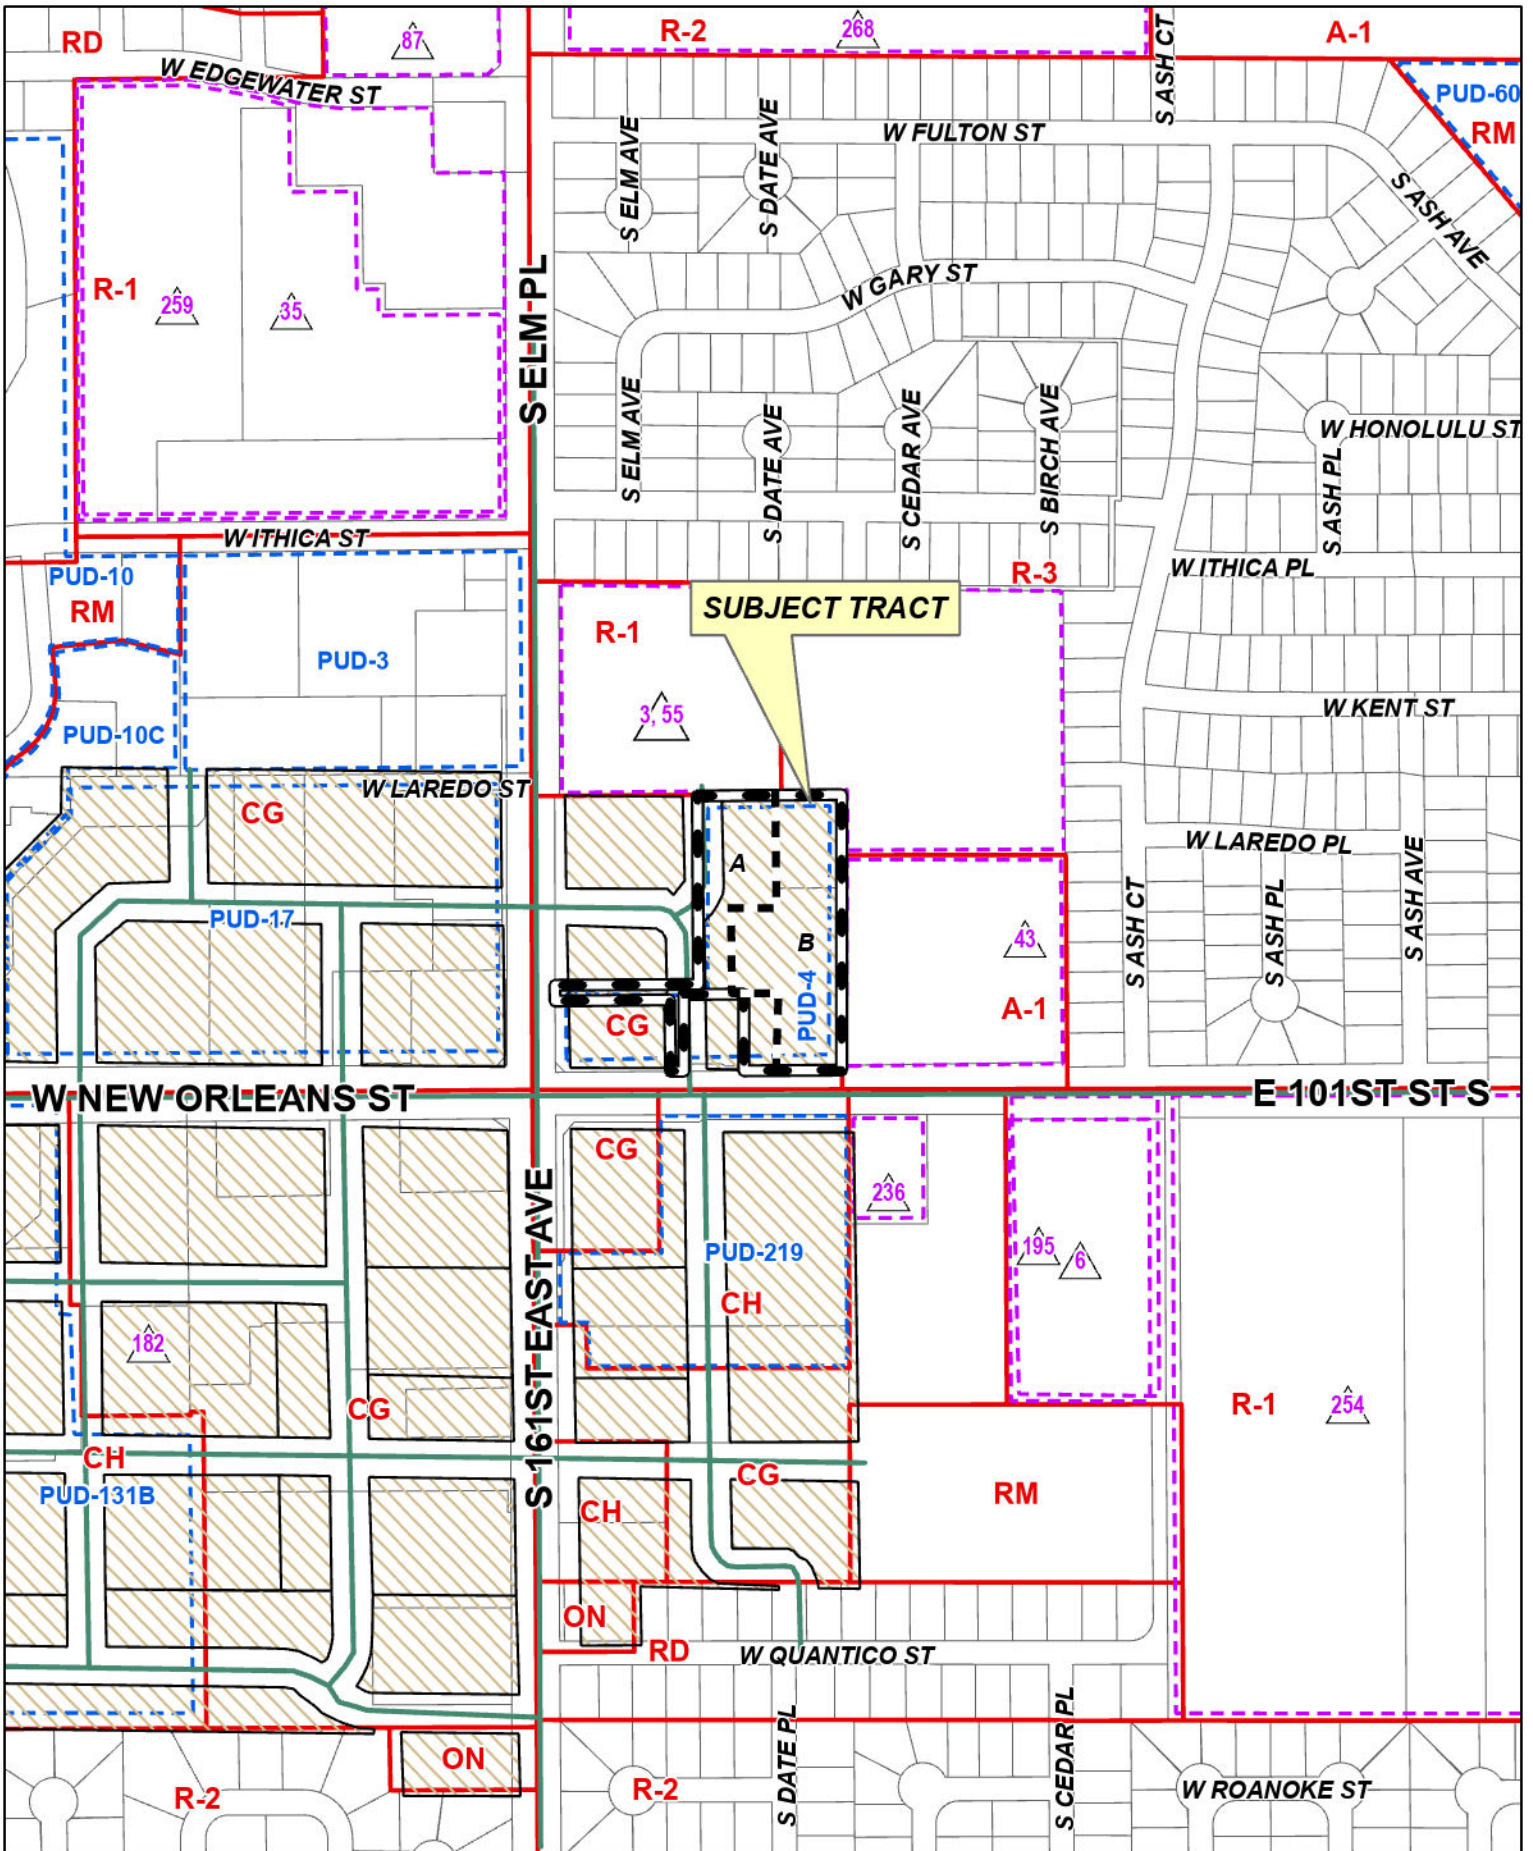 RD
87
R-2
268
S ASH CT
A-1
W EDGEWATER ST
PUD-60
RM
S ELM AVE
S DATE AVE
W FULTON ST
S ASH AVE
R-1
259
35
S ELM PL
W GARY ST
S ELM AVE
S DATE AVE
S CEDAR AVE
S BIRCH AVE
W HONOLULU ST
S ASH PL
W ITHICA ST
PUD-10
RM
R-3
W ITHICA PL
SUBJECT TRACT
R-1
PUD-3
3, 55
W KENT ST
PUD-10C
W LAREDO ST
CG
W LAREDO PL
A
PUD-17
B
43
S ASH CT
S ASH PL
S ASH AVE
PUD-4
CG
A-1
W NEW ORLEANS ST
E 101ST ST S
CG
236
195
6
PUD-219
S 161ST EAST AVE
CH
182
CG
R-1
254
CH
PUD-131B
CG
CH
RM
ON
RD
W QUANTICO ST
S DATE PL
S CEDAR PL
ON
R-2
R-2
W ROANOKE ST